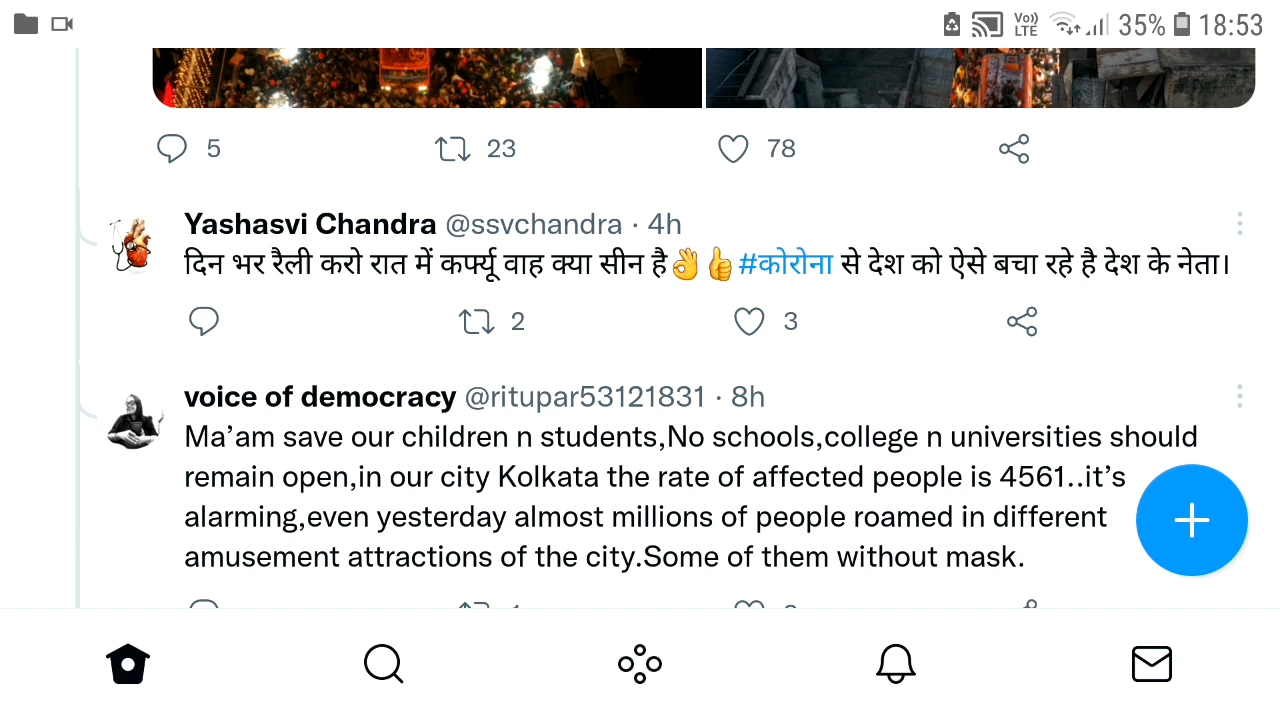 Vo)) LTE 35% 18:53
5 23 78
Yashasvi Chandra @ssvchandra · 4h
दिन भर रैली करो रात में कर्फ्यू वाह क्या सीन है👌👍#कोरोना से देश को ऐसे बचा रहे है देश के नेता।
2 3
voice of democracy @ritupar53121831 · 8h
Ma’am save our children n students,No schools,college n universities should
remain open,in our city Kolkata the rate of affected people is 4561..it’s
alarming,even yesterday almost millions of people roamed in different
amusement attractions of the city.Some of them without mask.